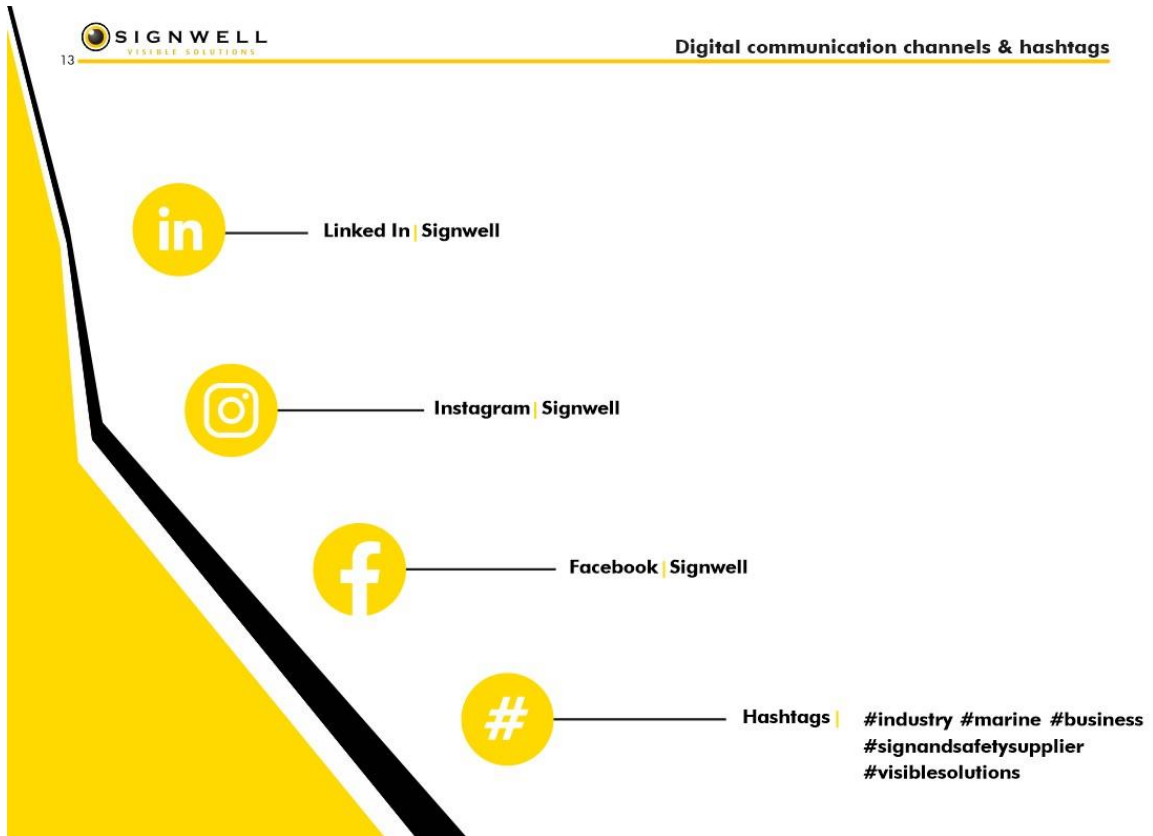 SIGNWELL
VISIBLE SOLUTIONS
13
Digital communication channels & hashtags
in
Linked In | Signwell
Instagram | Signwell
f
Facebook | Signwell
#
Hashtags | #industry #marine #business
#signandsafetysupplier
#visiblesolutions